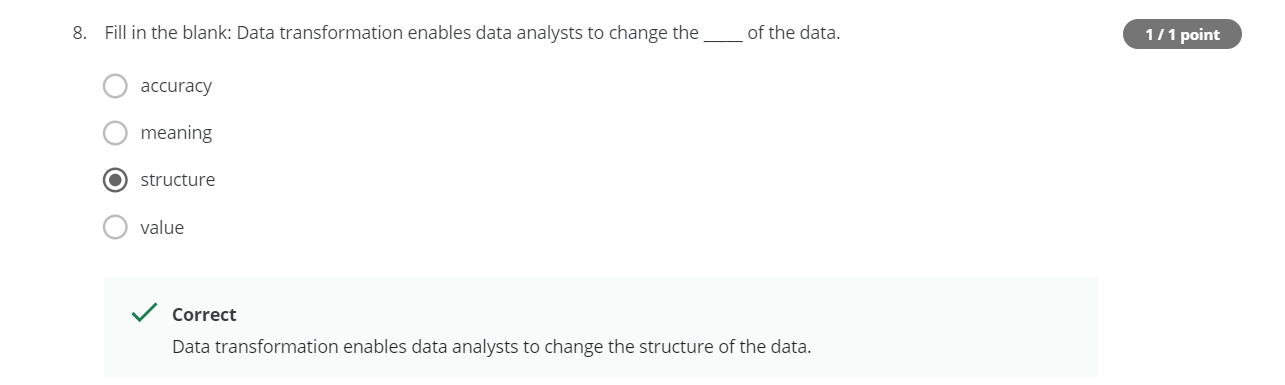 8. Fill in the blank: Data transformation enables data analysts to change the _____ of the data.
1 / 1 point
accuracy
meaning
structure
value
Correct
Data transformation enables data analysts to change the structure of the data.